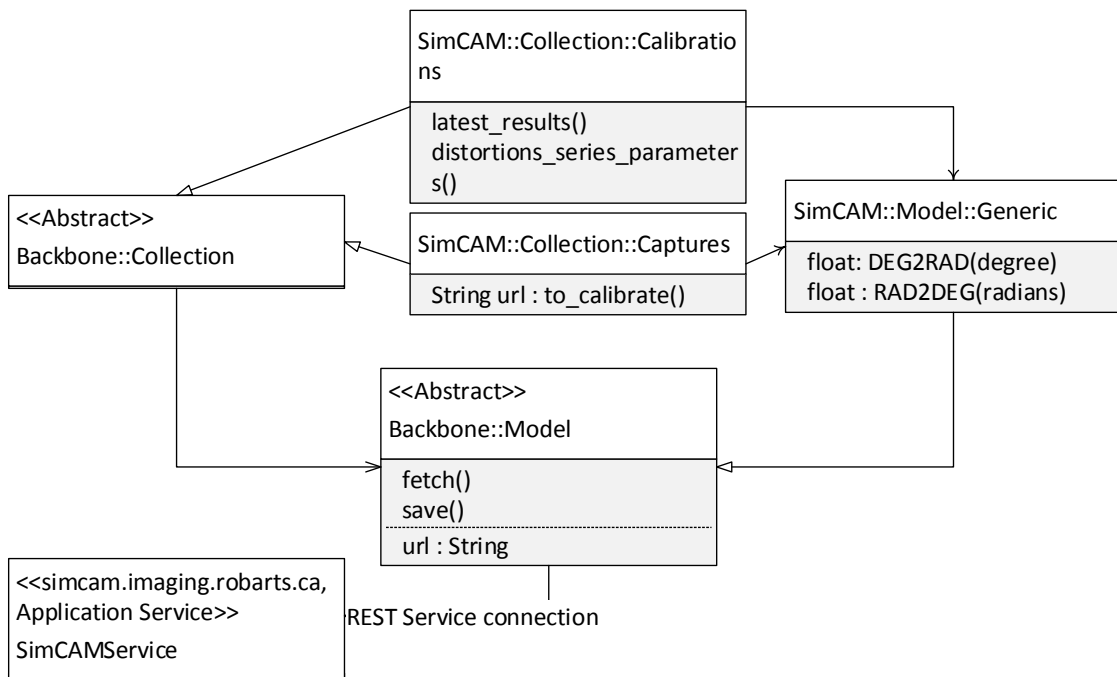 SimCAM::Collection::Calibratio
ns
latest_results()
distortions_series_parameter
s()
<<Abstract>>
Backbone::Collection
SimCAM::Collection::Captures
String url : to_calibrate()
SimCAM::Model::Generic
float: DEG2RAD(degree)
float : RAD2DEG(radians)
<<Abstract>>
Backbone::Model
fetch()
save()
url : String
<<simcam.imaging.robarts.ca,
Application Service>>
SimCAMService
REST Service connection